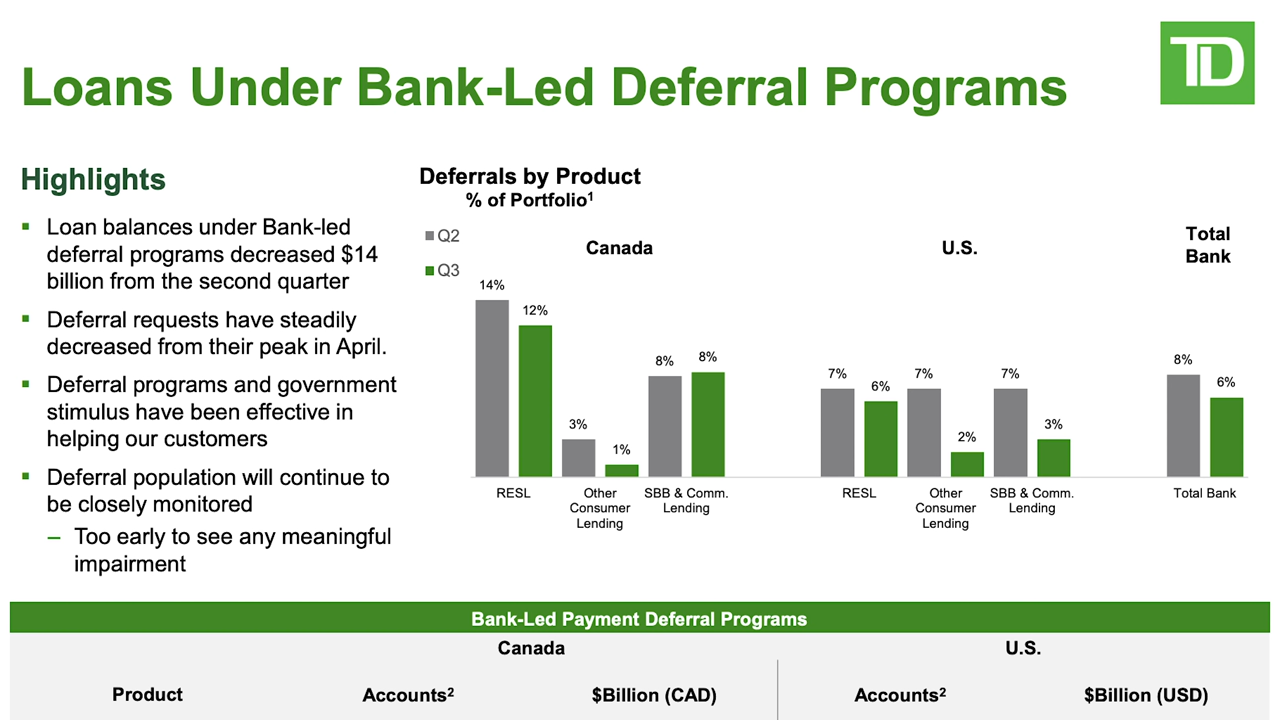 TD
Loans Under Bank-Led Deferral Programs
Highlights
▪ Loan balances under Bank-led
deferral programs decreased $14
billion from the second quarter
▪ Deferral requests have steadily
decreased from their peak in April.
▪ Deferral programs and government
stimulus have been effective in
helping our customers
▪ Deferral population will continue to
be closely monitored
– Too early to see any meaningful
impairment
Deferrals by Product
% of Portfolio¹
Q2
Q3
Canada
14%
12%
3%
1%
8%
8%
RESL
Other
Consumer
Lending
SBB & Comm.
Lending
U.S.
7%
6%
7%
2%
7%
3%
RESL
Other
Consumer
Lending
SBB & Comm.
Lending
Total
Bank
8%
6%
Total Bank
Bank-Led Payment Deferral Programs
Canada U.S.
Product Accounts² $Billion (CAD) Accounts² $Billion (USD)